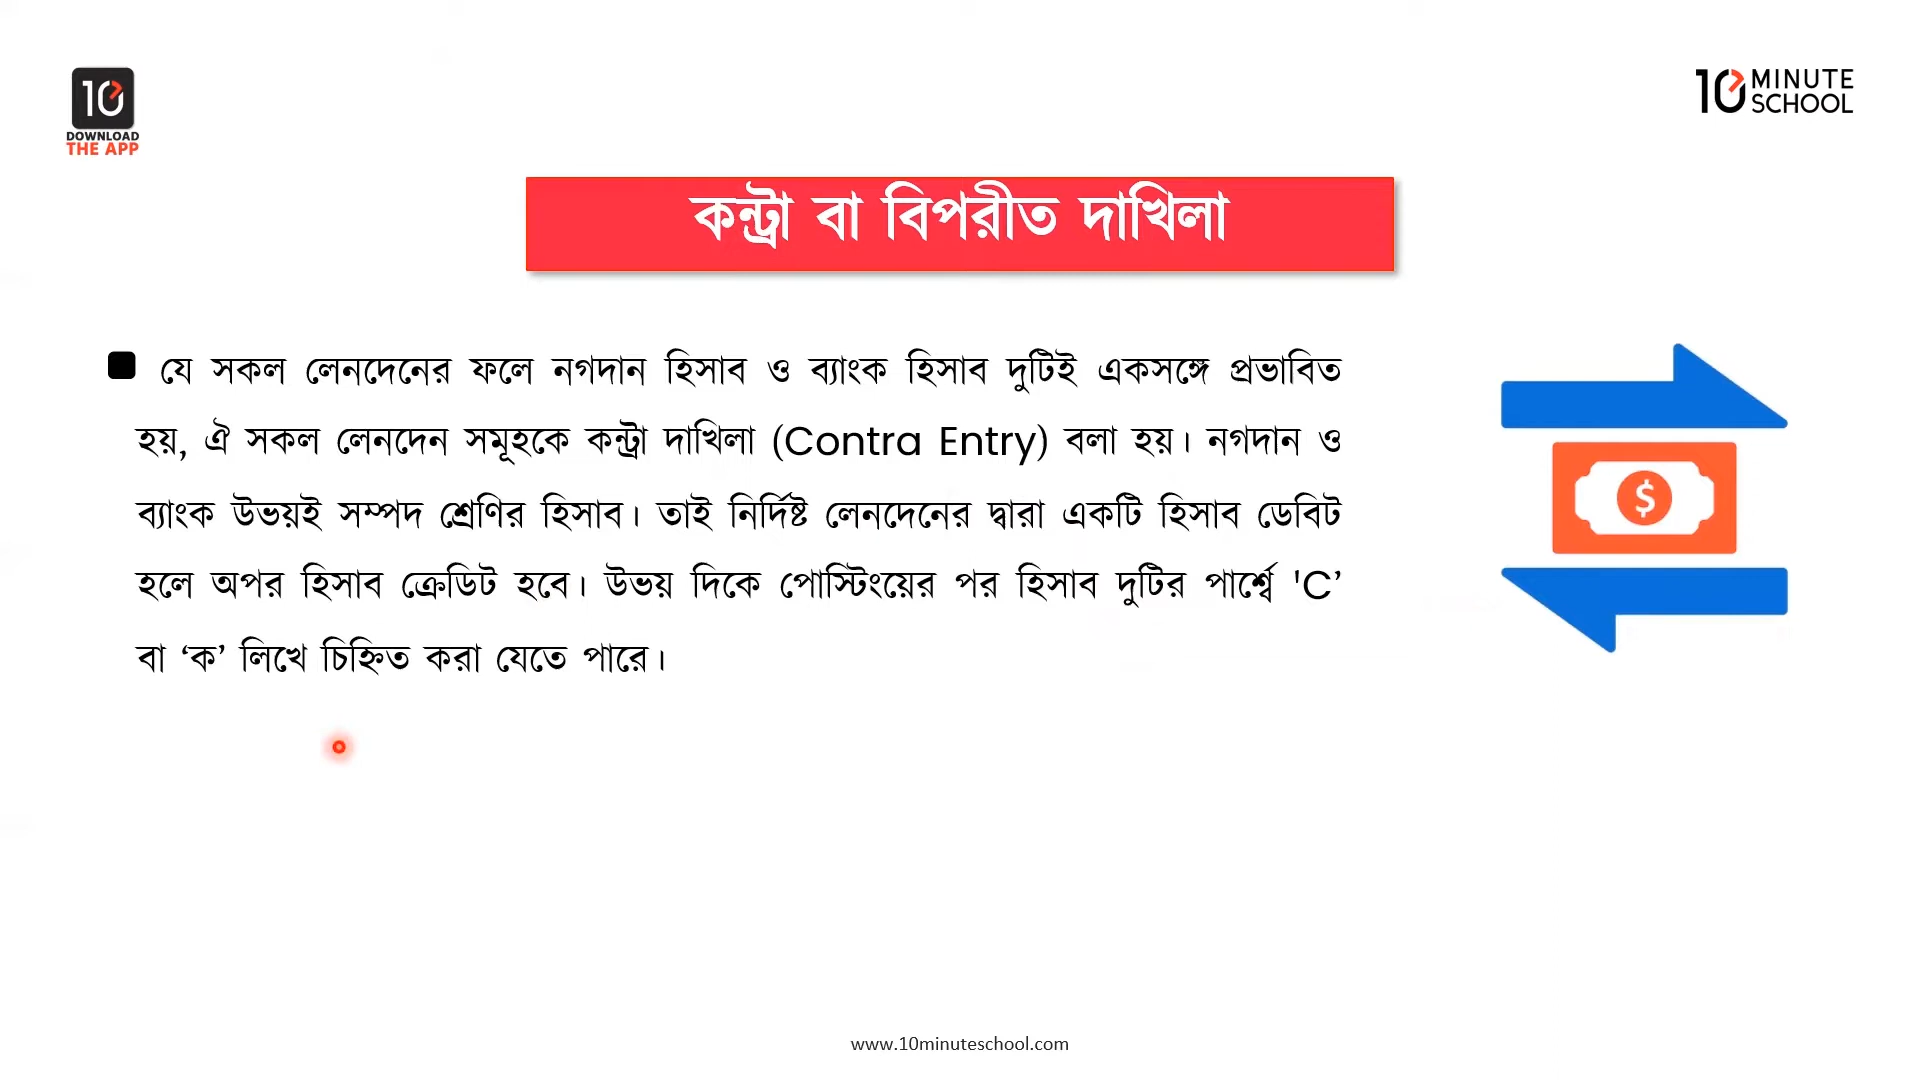 10
DOWNLOAD
THE APP
10 MINUTE
SCHOOL
কন্ট্রা বা বিপরীত দাখিলা
যে সকল লেনদেনের ফলে নগদান হিসাব ও ব্যাংক হিসাব দুটিই একসঙ্গে প্রভাবিত
হয়, ঐ সকল লেনদেন সমূহকে কন্ট্রা দাখিলা (Contra Entry) বলা হয়। নগদান ও
ব্যাংক উভয়ই সম্পদ শ্রেণির হিসাব। তাই নির্দিষ্ট লেনদেনের দ্বারা একটি হিসাব ডেবিট
হলে অপর হিসাব ক্রেডিট হবে। উভয় দিকে পোস্টিংয়ের পর হিসাব দুটির পার্শ্বে 'C’
বা ‘ক’ লিখে চিহ্নিত করা যেতে পারে।
$
www.10minuteschool.com